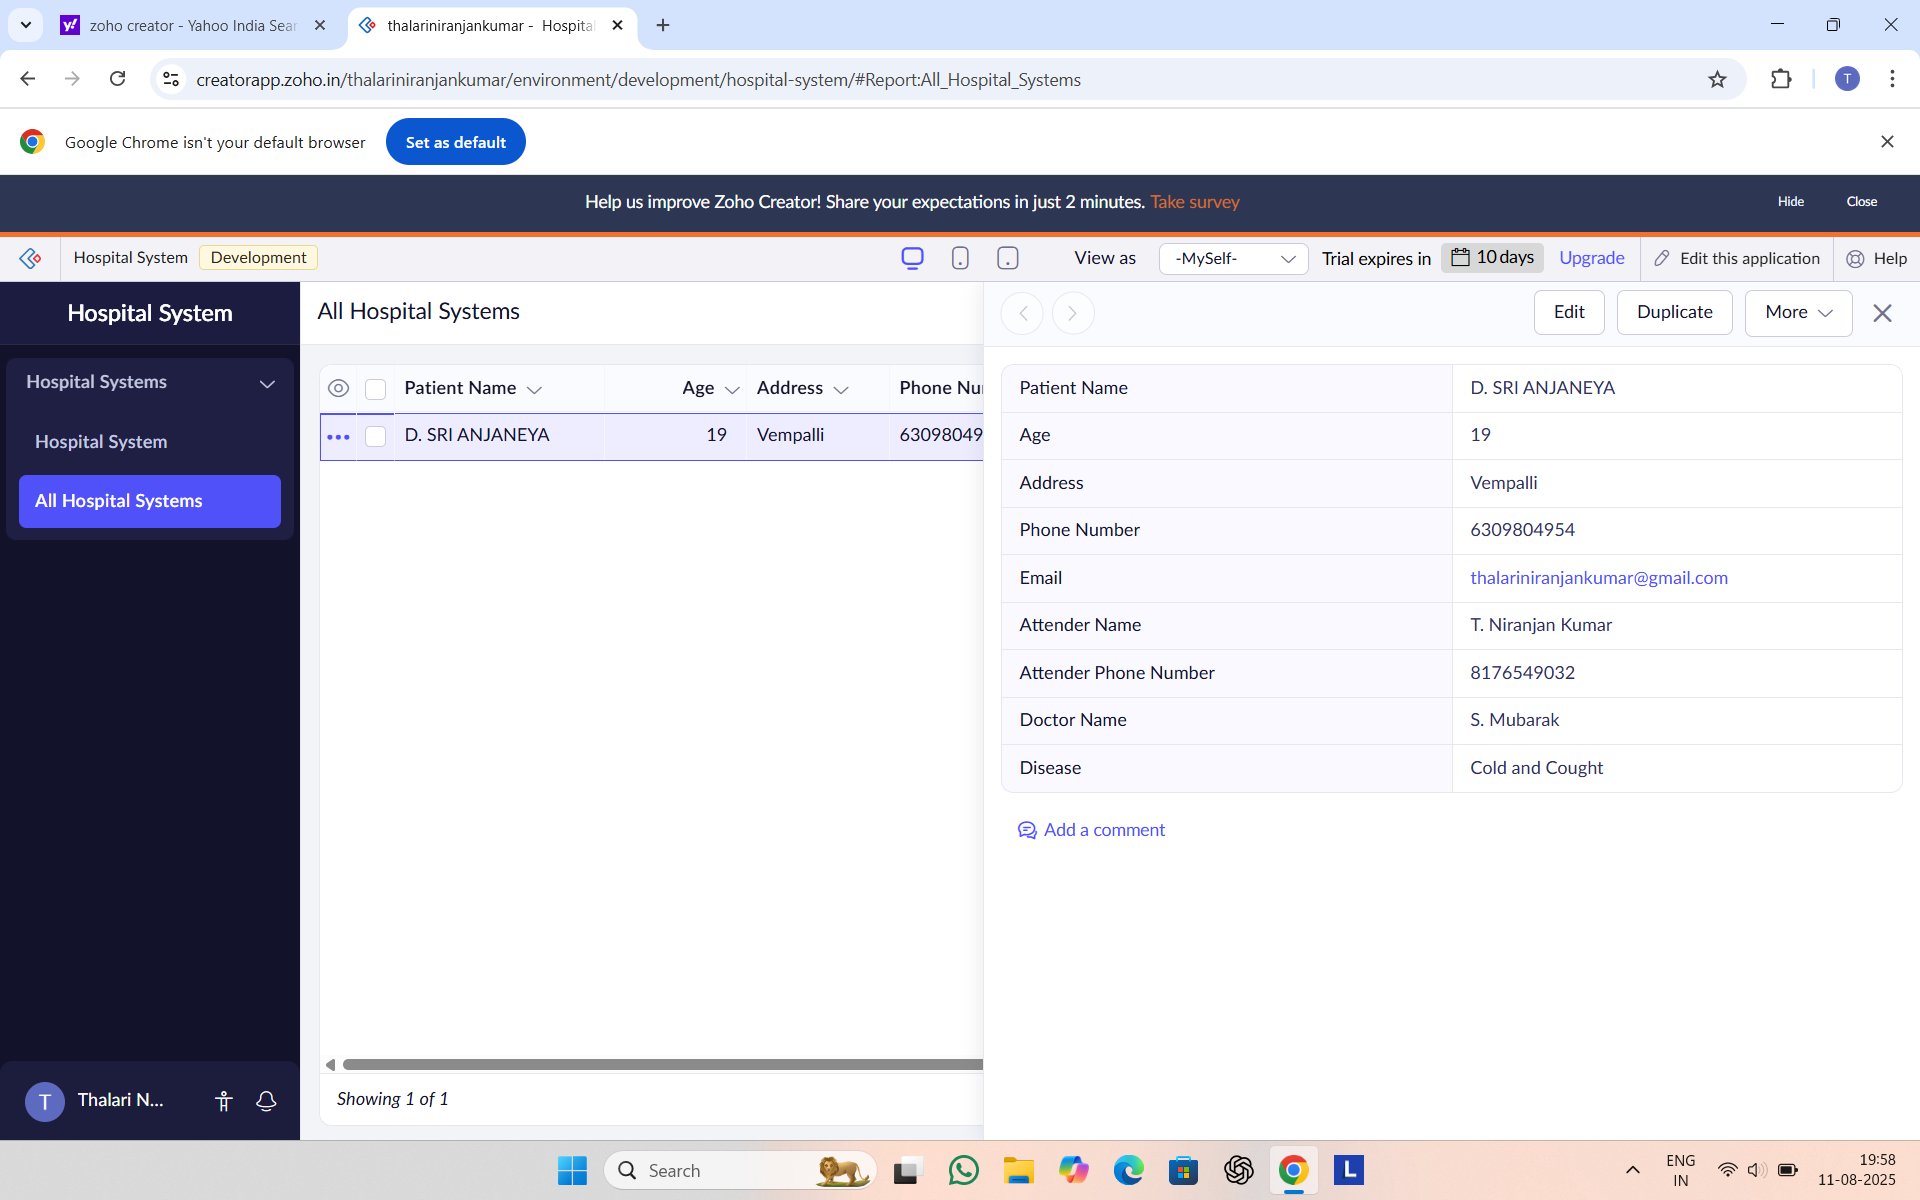 zoho creator - Yahoo India Sear
thalariniranjankumar - Hospital
creatorapp.zoho.in/thalariniranjankumar/environment/development/hospital-system/#Report:All_Hospital_Systems
T
Google Chrome isn't your default browser
Set as default
Help us improve Zoho Creator! Share your expectations in just 2 minutes. Take survey
Hide
Close
Hospital System
Development
View as
-MySelf-
Trial expires in
10 days
Upgrade
Edit this application
Help
Hospital System
Hospital Systems
Hospital System
All Hospital Systems
Thalari N...
T
All Hospital Systems
Patient Name Age Address Phone Nu
D. SRI ANJANEYA 19 Vempalli 63098049
Showing 1 of 1
Edit
Duplicate
More
Patient Name D. SRI ANJANEYA
Age 19
Address Vempalli
Phone Number 6309804954
Email thalariniranjankumar@gmail.com
Attender Name T. Niranjan Kumar
Attender Phone Number 8176549032
Doctor Name S. Mubarak
Disease Cold and Cought
Add a comment
Search
L
ENG
IN
19:58
11-08-2025